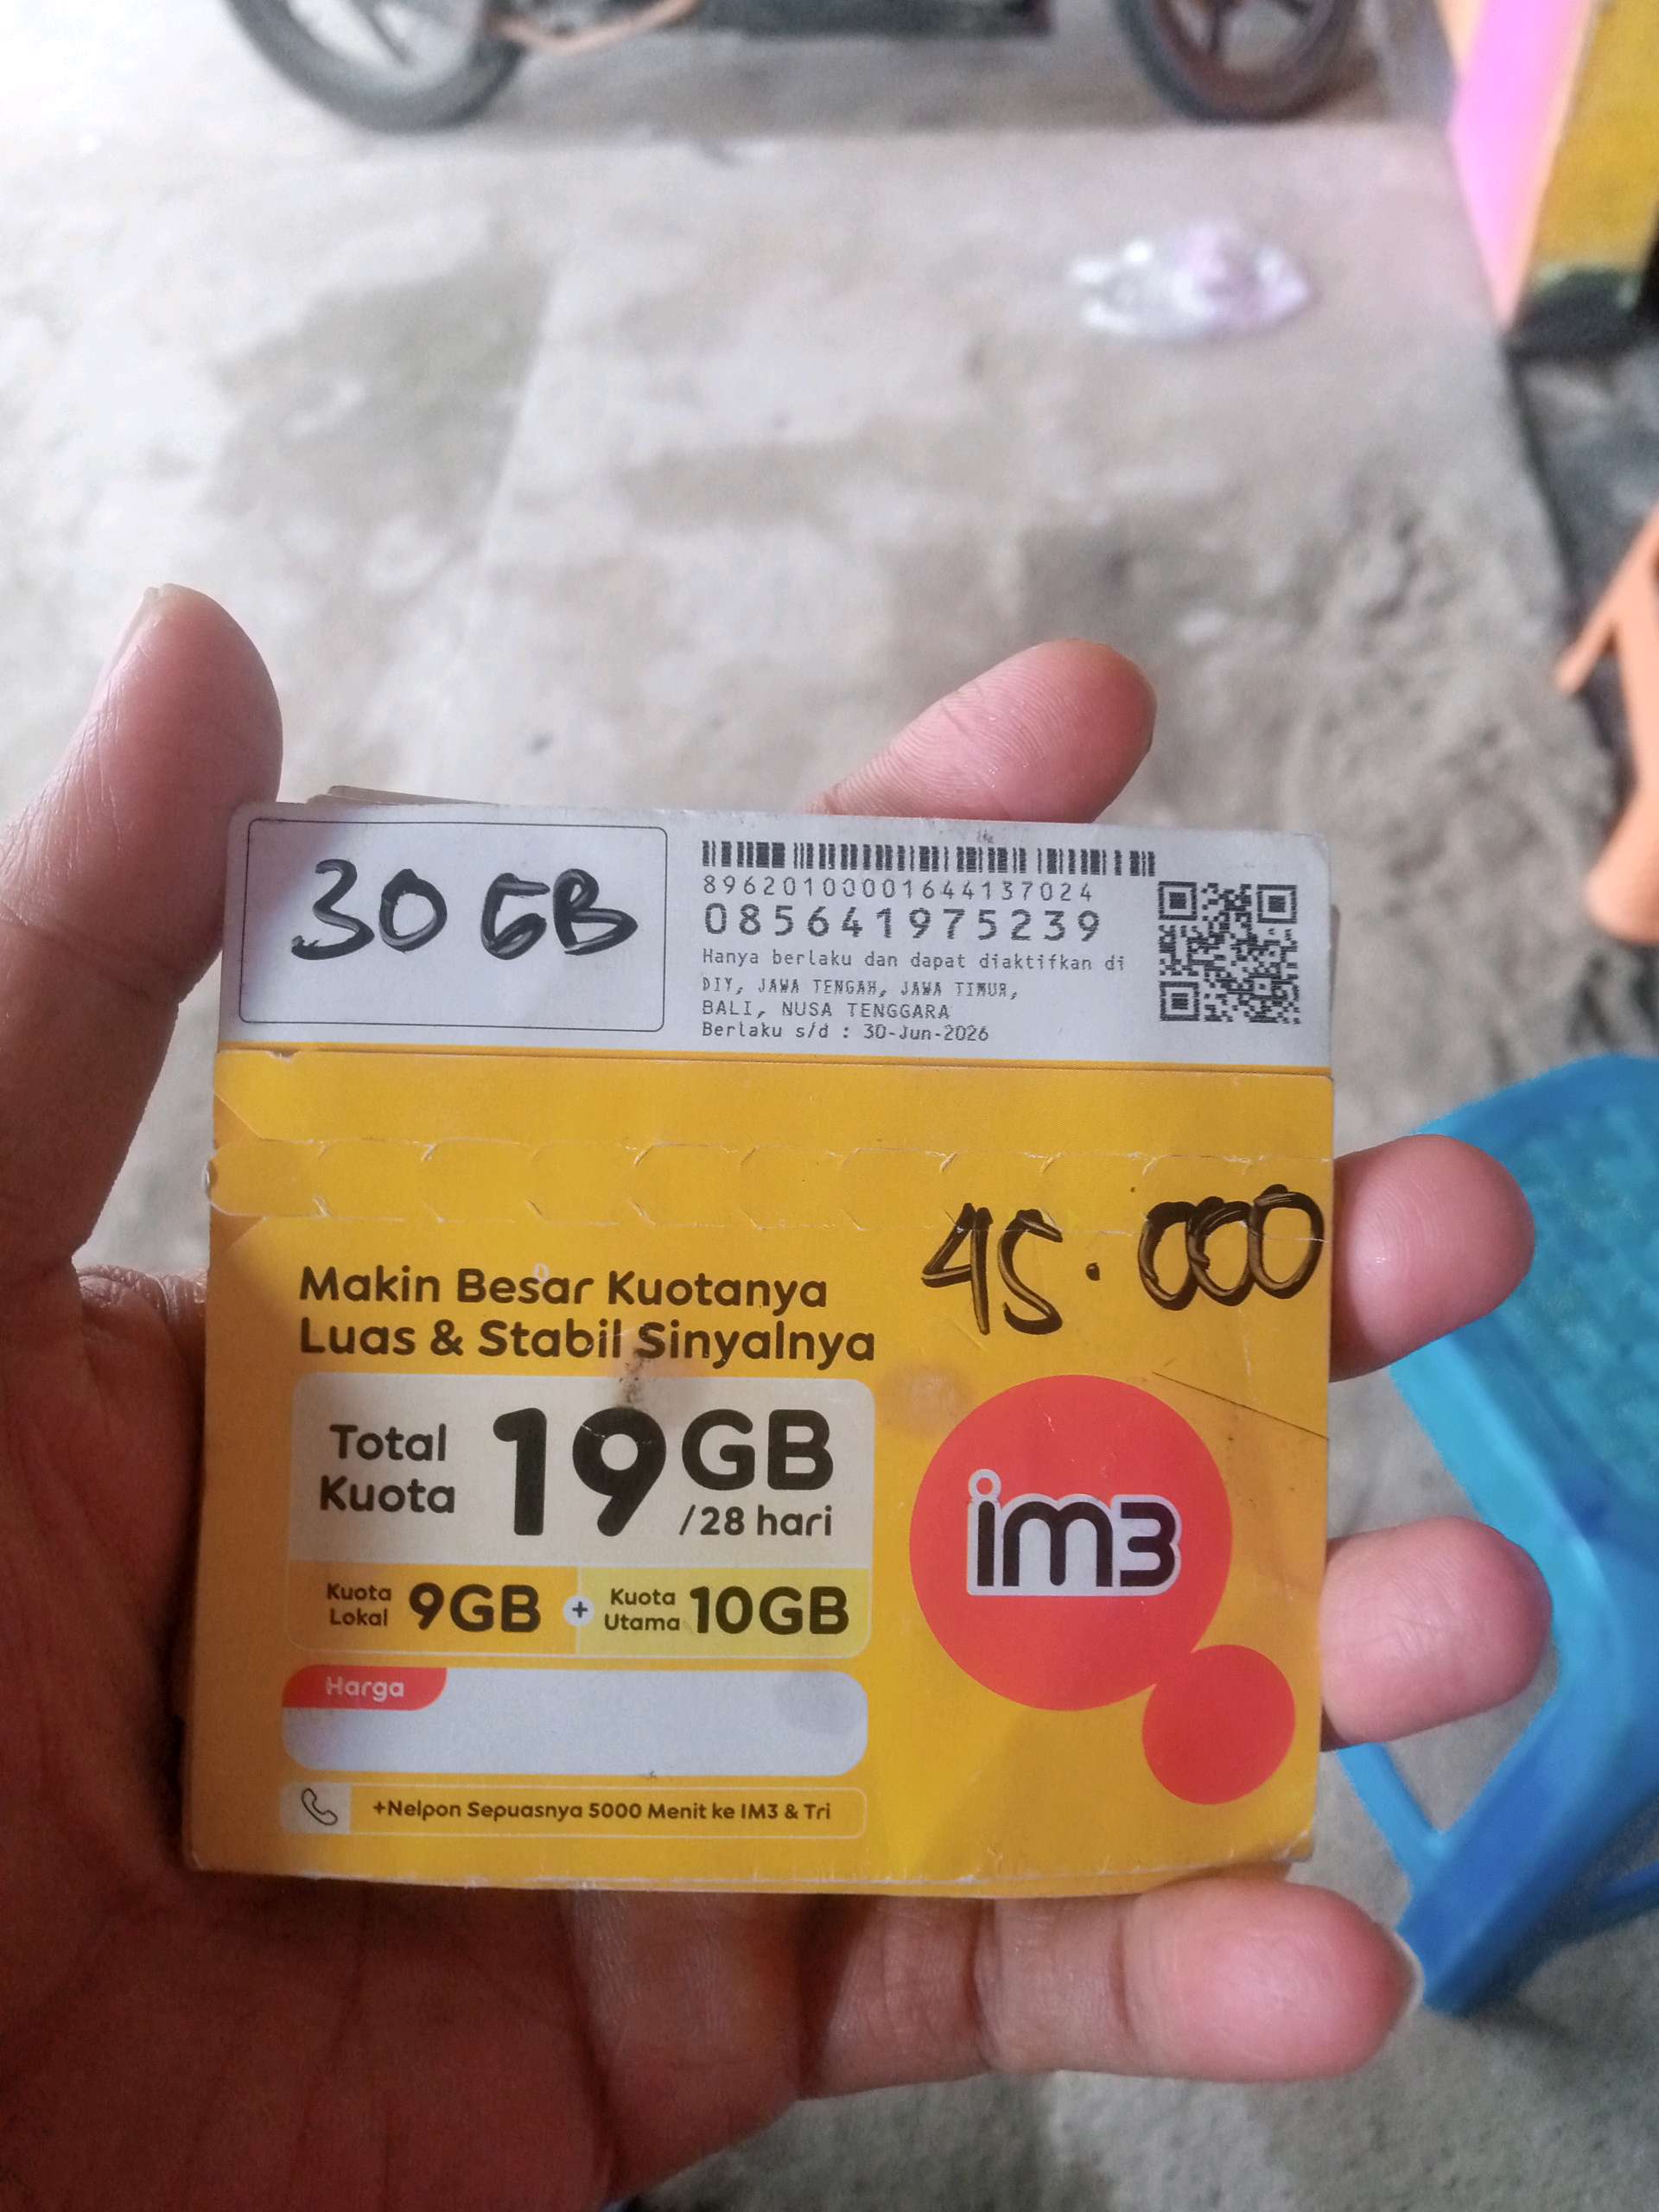 30 GB
89620100001644137024
085641975239
Hanya berlaku dan dapat diaktifkan di
DIY, JAWA TENGAH, JAWA TIMUR,
BALI, NUSA TENGGARA
Berlaku s/d : 30-Jun-2026
45.000
Makin Besar Kuotanya
Luas & Stabil Sinyalnya
Total Kuota 19GB /28 hari
Kuota Lokal 9GB + Kuota Utama 10GB
im3
Harga
+Nelpon Sepuasnya 5000 Menit ke IM3 & Tri